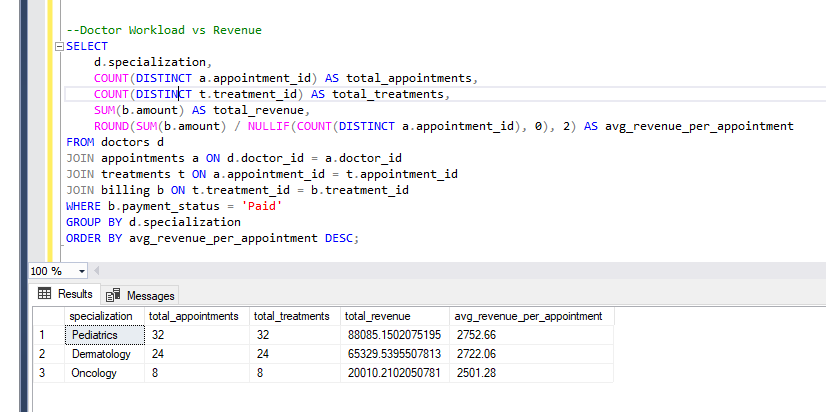 --Doctor Workload vs Revenue
SELECT
d.specialization,
COUNT(DISTINCT a.appointment_id) AS total_appointments,
COUNT(DISTINCT t.treatment_id) AS total_treatments,
SUM(b.amount) AS total_revenue,
ROUND(SUM(b.amount) / NULLIF(COUNT(DISTINCT a.appointment_id), 0), 2) AS avg_revenue_per_appointment
FROM doctors d
JOIN appointments a ON d.doctor_id = a.doctor_id
JOIN treatments t ON a.appointment_id = t.appointment_id
JOIN billing b ON t.treatment_id = b.treatment_id
WHERE b.payment_status = 'Paid'
GROUP BY d.specialization
ORDER BY avg_revenue_per_appointment DESC;
100 %
Results Messages
specialization total_appointments total_treatments total_revenue avg_revenue_per_appointment
1 Pediatrics 32 32 88085.1502075195 2752.66
2 Dermatology 24 24 65329.5395507813 2722.06
3 Oncology 8 8 20010.2102050781 2501.28